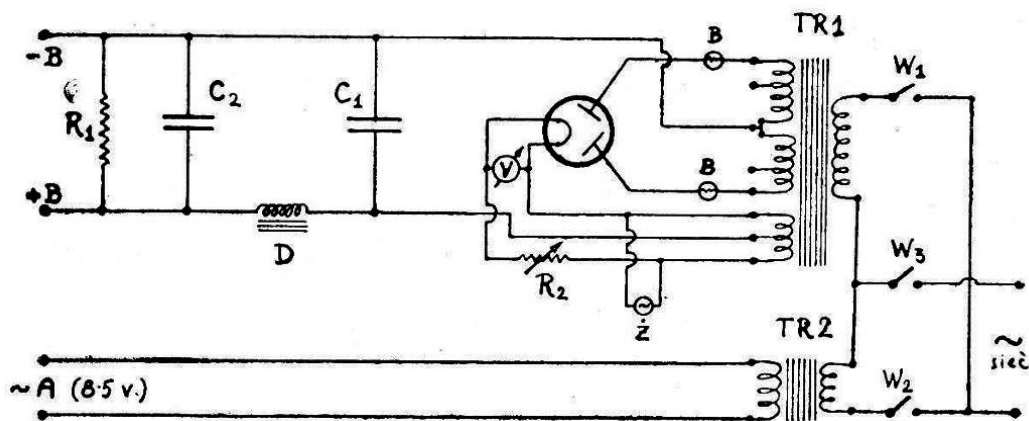 TR1
B
-B
C₂
C₁
W₁
R₁
V
B
+B
D
R₂
W₃
~
Ż
TR2
~
sieć
~ A (8·5 v.)
W₂